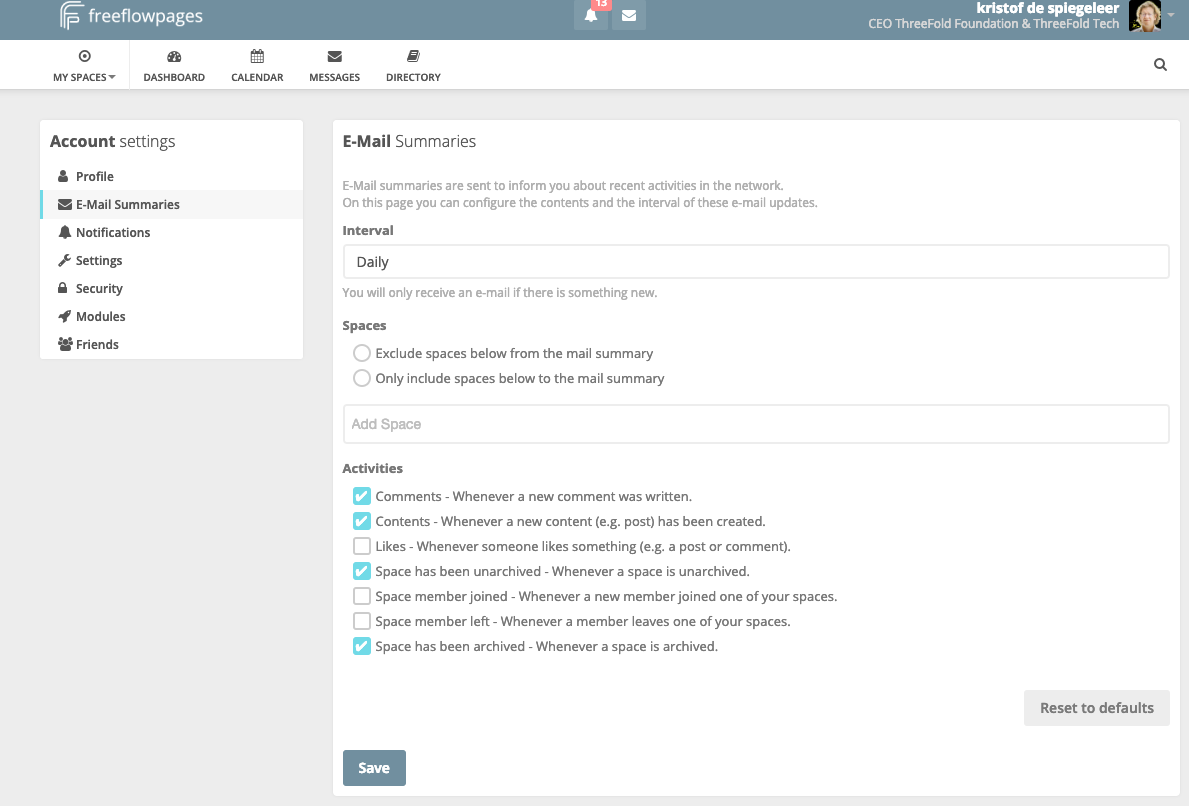 freeflowpages
13
kristof de spiegeleer
CEO ThreeFold Foundation & ThreeFold Tech
MY SPACES
DASHBOARD
CALENDAR
MESSAGES
DIRECTORY
Account settings
Profile
E-Mail Summaries
Notifications
Settings
Security
Modules
Friends
E-Mail Summaries
E-Mail summaries are sent to inform you about recent activities in the network.
On this page you can configure the contents and the interval of these e-mail updates.
Interval
Daily
You will only receive an e-mail if there is something new.
Spaces
Exclude spaces below from the mail summary
Only include spaces below to the mail summary
Add Space
Activities
Comments - Whenever a new comment was written.
Contents - Whenever a new content (e.g. post) has been created.
Likes - Whenever someone likes something (e.g. a post or comment).
Space has been unarchived - Whenever a space is unarchived.
Space member joined - Whenever a new member joined one of your spaces.
Space member left - Whenever a member leaves one of your spaces.
Space has been archived - Whenever a space is archived.
Reset to defaults
Save